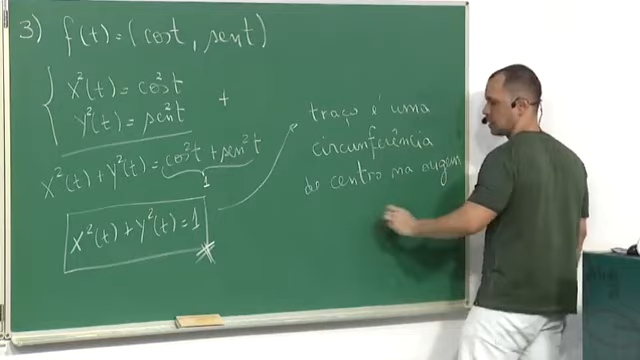 3) f(t) = (cost, sent)
x²(t) = cos²t
y²(t) = sen²t
+
x²(t) + y²(t) = cos²t + sen²t
1
x²(t) + y²(t) = 1
traço é uma
circunferência
de centro na origem